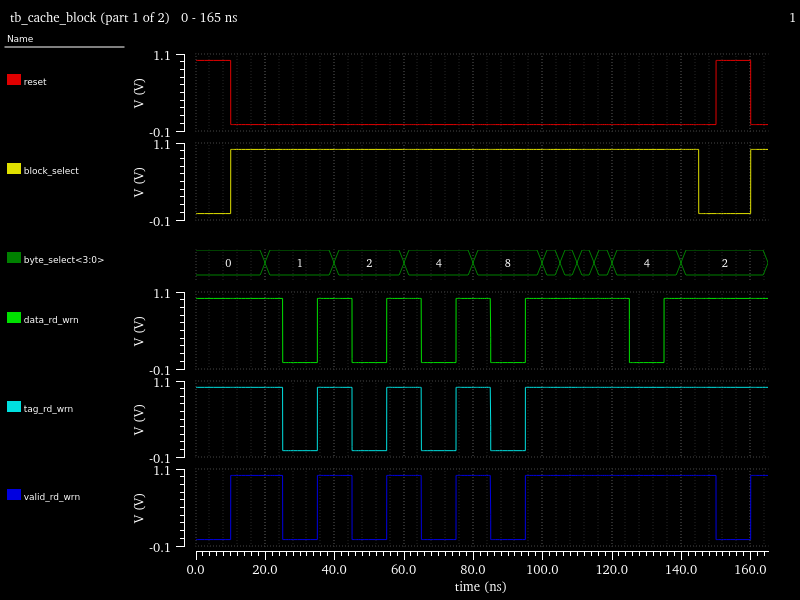 tb_cache_block (part 1 of 2) 0 - 165 ns 1
Name
reset
V (V)
1.1
-0.1
block_select
V (V)
1.1
-0.1
byte_select<3:0>
0 1 2 4 8 4 2
data_rd_wrn
V (V)
1.1
-0.1
tag_rd_wrn
V (V)
1.1
-0.1
valid_rd_wrn
V (V)
1.1
-0.1
0.0 20.0 40.0 60.0 80.0 100.0 120.0 140.0 160.0
time (ns)